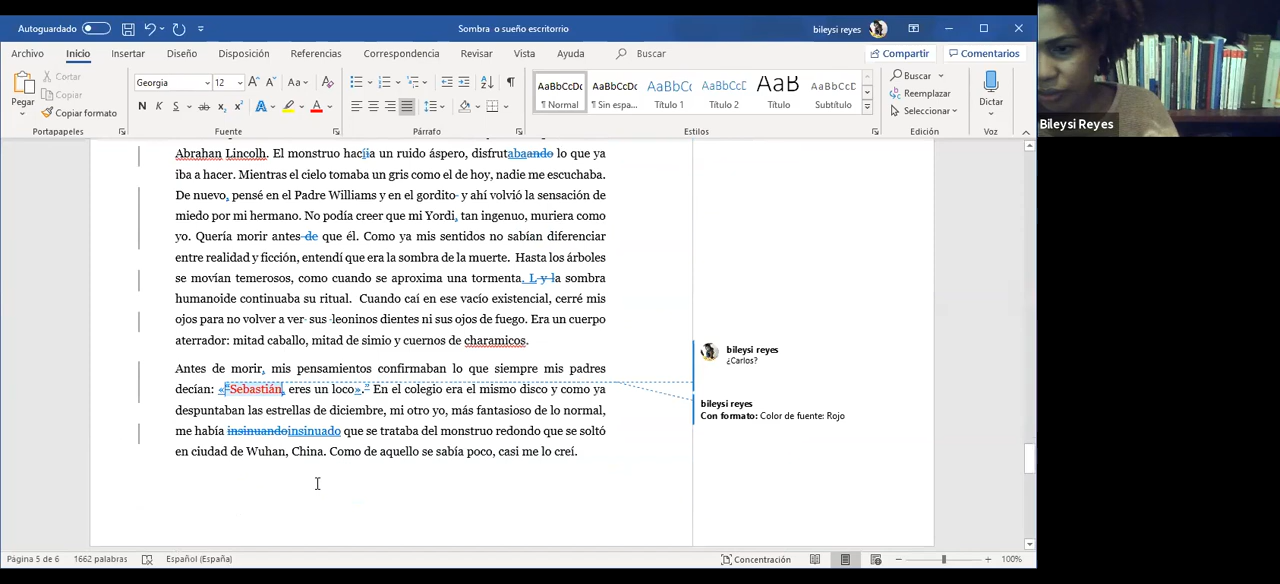 Autoguardado
Sombra o sueño escritorrio
bileysi reyes
Archivo Inicio Insertar Diseño Disposición Referencias Correspondencia Revisar Vista Ayuda Buscar Compartir Comentarios
Pegar
Cortar
Copiar
Copiar formato
Georgia 12 A A Aa
N K S ab x₂ x² A A
AaBbCcDc ¶ Normal
AaBbCcDc ¶ Sin espa...
AaBbC Título 1
AaBbCc Título 2
AaB Título
AaBbCcD Subtítulo
Buscar
Reemplazar
Seleccionar
Dictar
Portapapeles Fuente Párrafo Estilos Edición Voz
Bileysi Reyes
Abrahan Lincolh. El monstruo hacíia un ruido áspero, disfrutabaando lo que ya
iba a hacer. Mientras el cielo tomaba un gris como el de hoy, nadie me escuchaba.
De nuevo, pensé en el Padre Williams y en el gordito y ahí volvió la sensación de
miedo por mi hermano. No podía creer que mi Yordi, tan ingenuo, muriera como
yo. Quería morir antes de que él. Como ya mis sentidos no sabían diferenciar
entre realidad y ficción, entendí que era la sombra de la muerte. Hasta los árboles
se movían temerosos, como cuando se aproxima una tormenta. L y la sombra
humanoide continuaba su ritual. Cuando caí en ese vacío existencial, cerré mis
ojos para no volver a ver sus leoninos dientes ni sus ojos de fuego. Era un cuerpo
aterrador: mitad caballo, mitad de simio y cuernos de charamicos.
Antes de morir, mis pensamientos confirmaban lo que siempre mis padres
decían: «“Sebastián, eres un loco».” En el colegio era el mismo disco y como ya
despuntaban las estrellas de diciembre, mi otro yo, más fantasioso de lo normal,
me había insinuandoinsinuado que se trataba del monstruo redondo que se soltó
en ciudad de Wuhan, China. Como de aquello se sabía poco, casi me lo creí.
bileysi reyes
¿Carlos?
bileysi reyes
Con formato: Color de fuente: Rojo
Página 5 de 6 1662 palabras Español (España) Concentración 100%